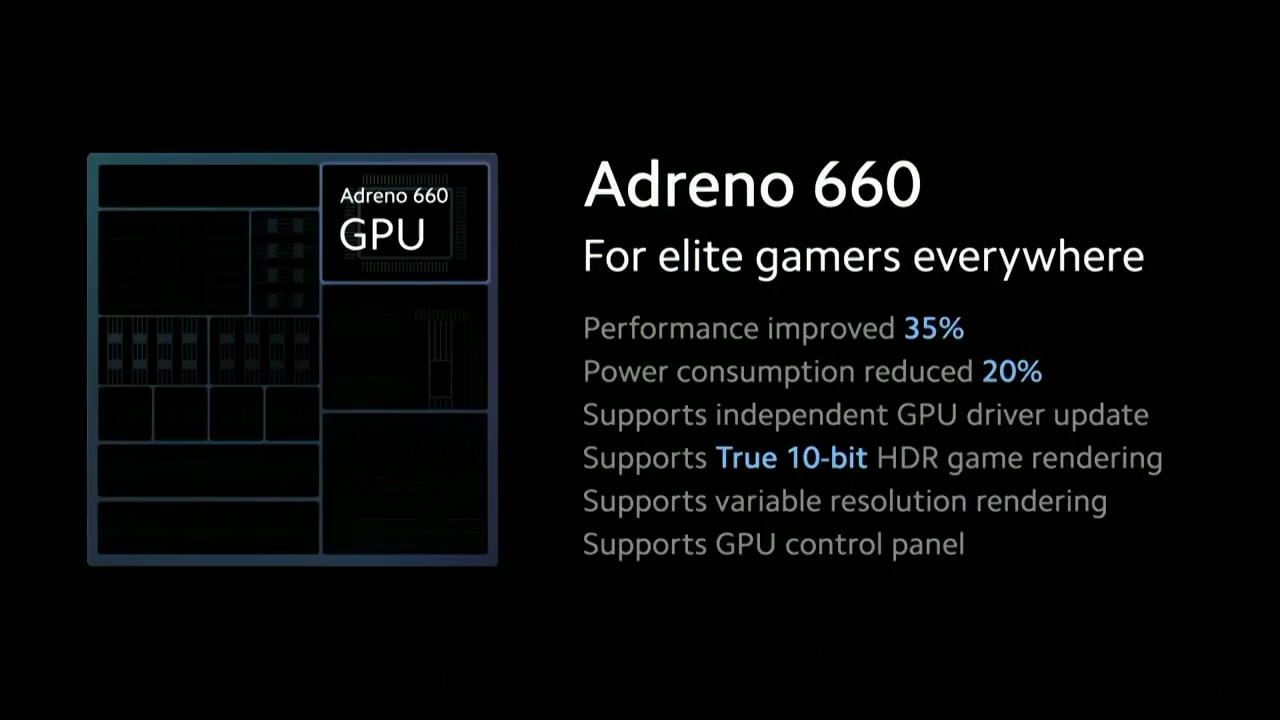 Adreno 660
GPU
Adreno 660
For elite gamers everywhere
Performance improved 35%
Power consumption reduced 20%
Supports independent GPU driver update
Supports True 10-bit HDR game rendering
Supports variable resolution rendering
Supports GPU control panel